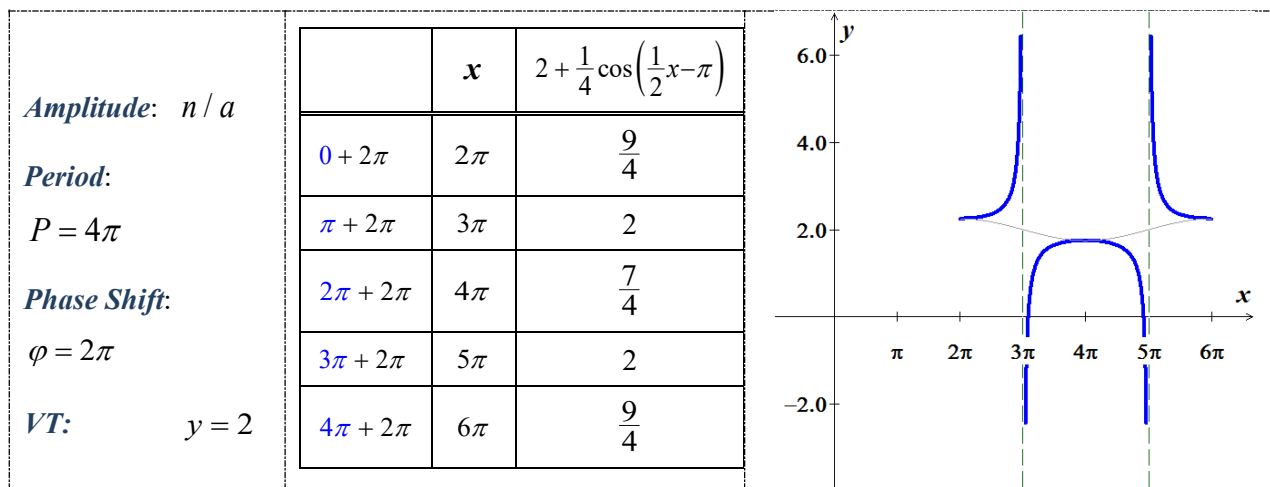 Amplitude: n / a
Period:
P = 4π
Phase Shift:
φ = 2π
VT: y = 2
x 2 + 1/4 cos(1/2 x − π)
0 + 2π 2π 9/4
π + 2π 3π 2
2π + 2π 4π 7/4
3π + 2π 5π 2
4π + 2π 6π 9/4
y
6.0
4.0
2.0
x
π 2π 3π 4π 5π 6π
−2.0